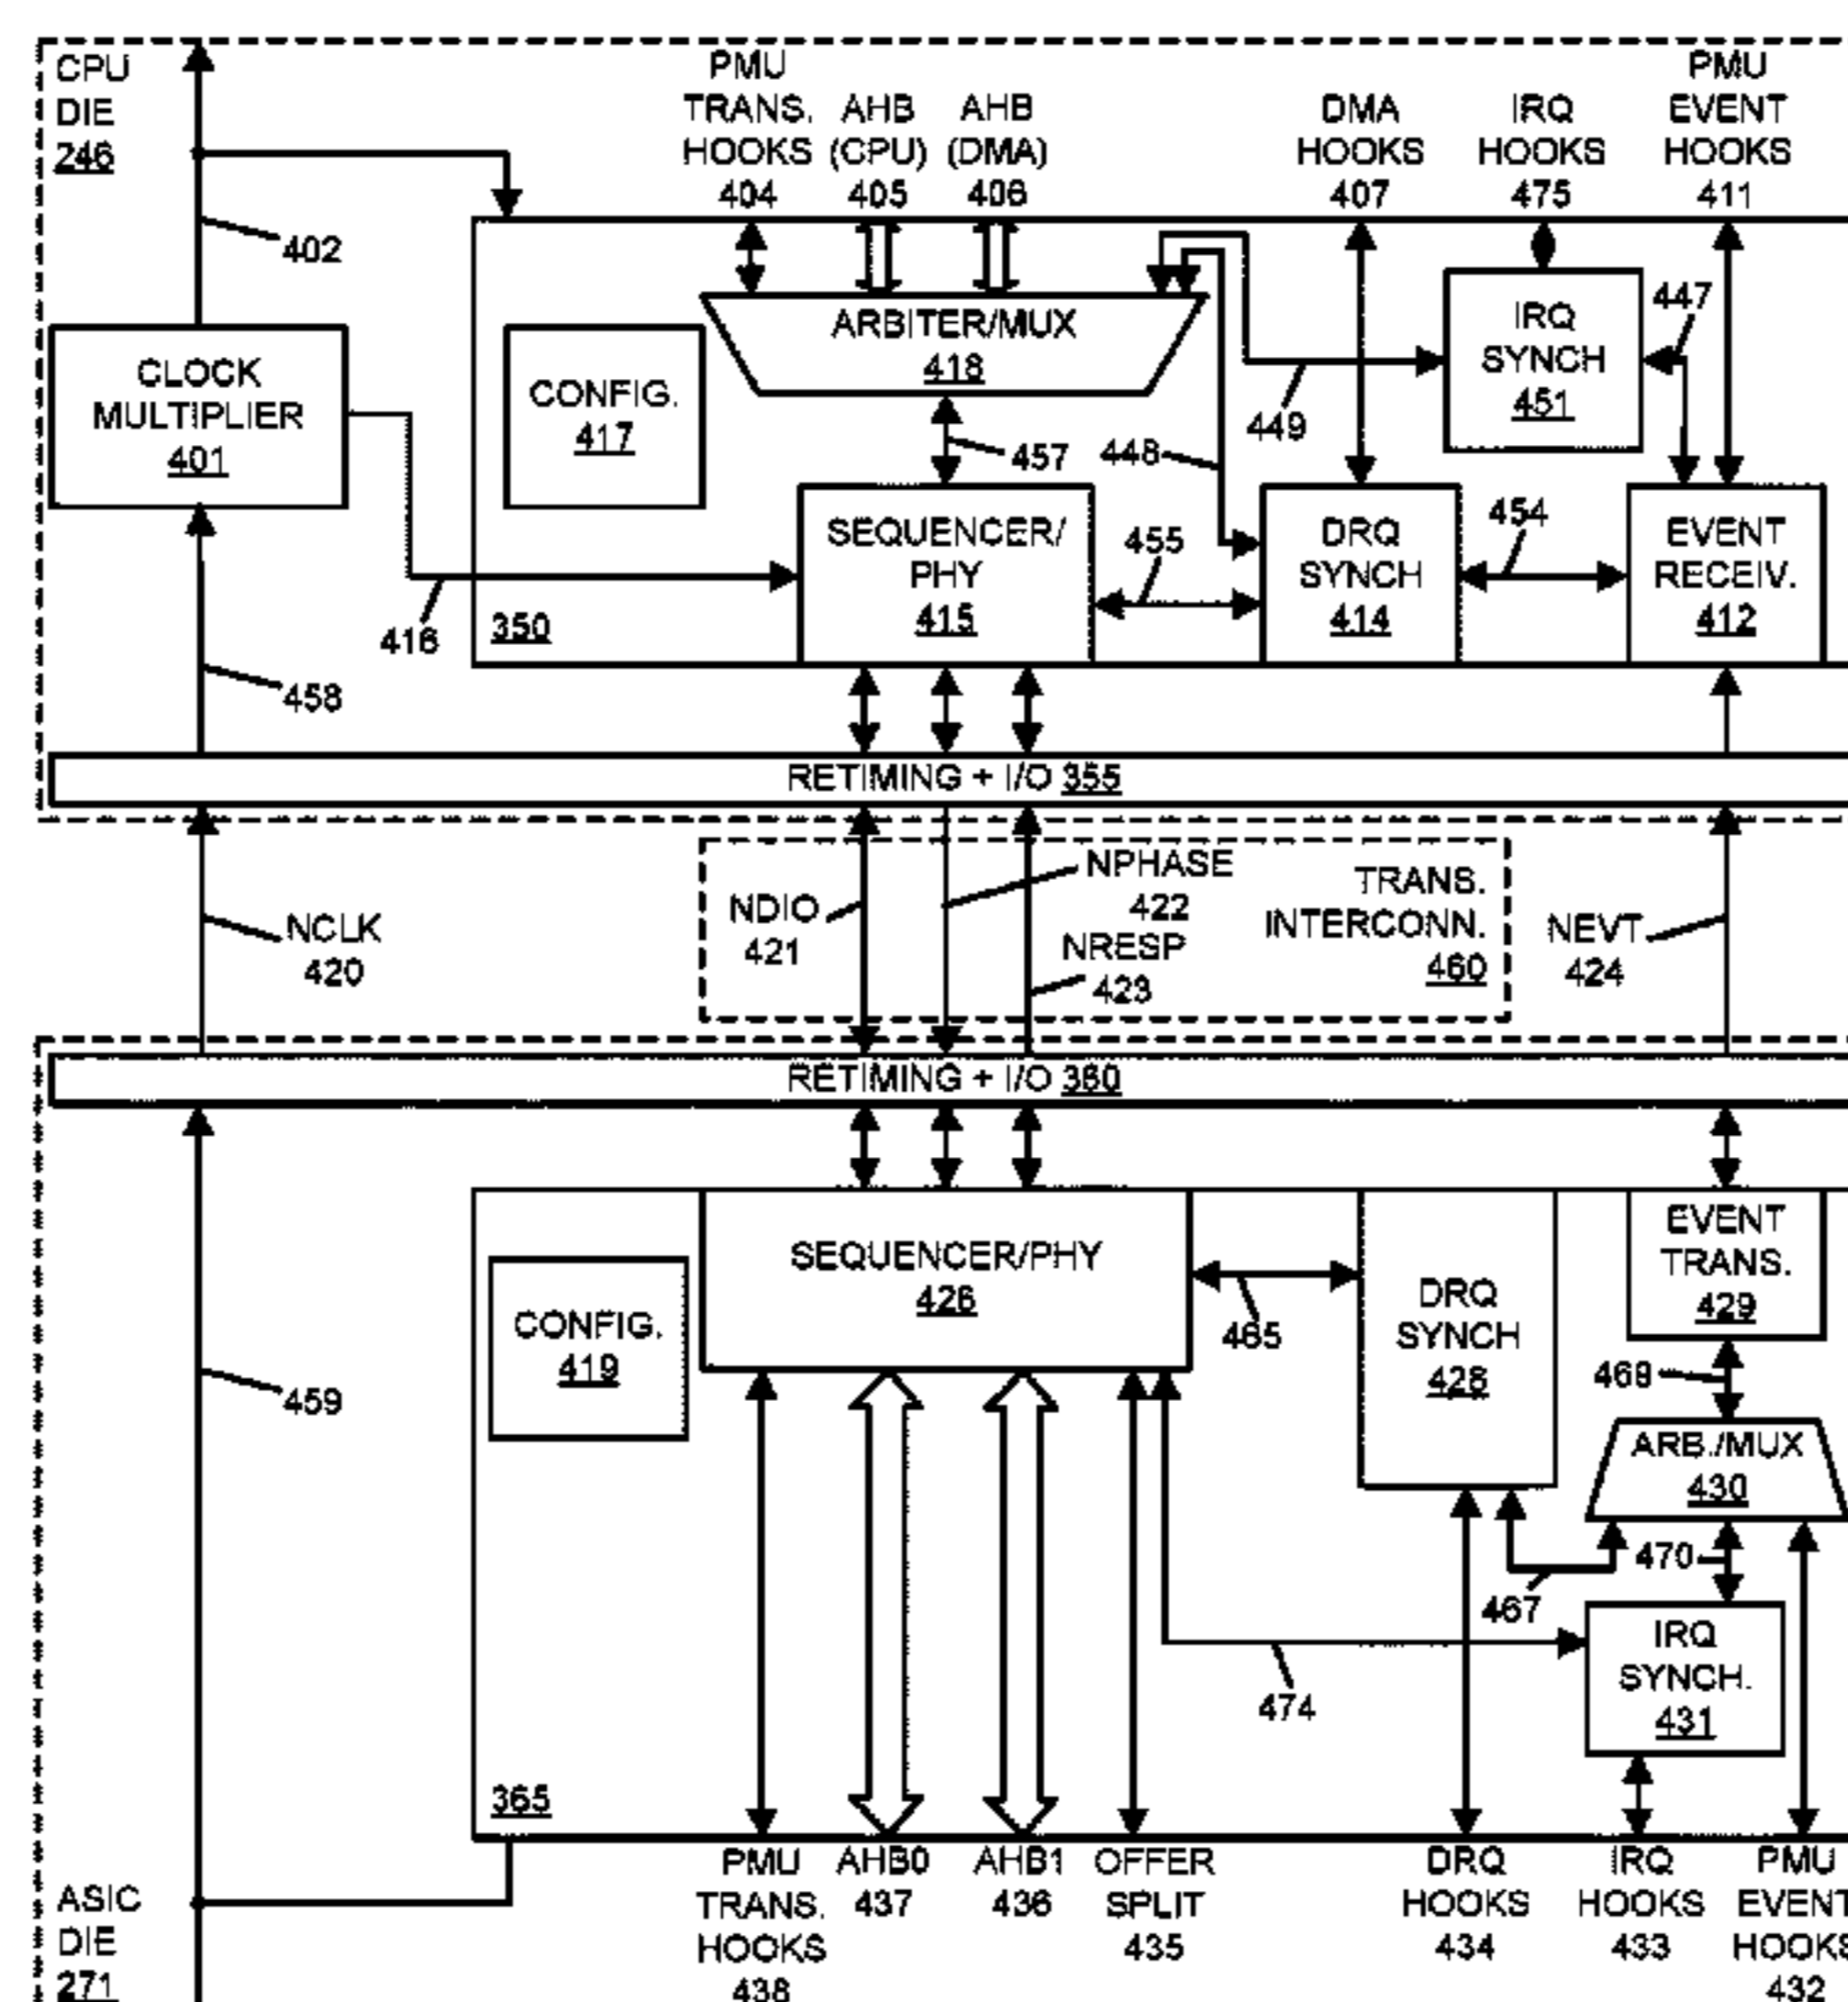 CPU
DIE
246
PMU
TRANS.
HOOKS
404
AHB
(CPU)
405
AHB
(DMA)
406
DMA
HOOKS
407
IRQ
HOOKS
475
PMU
EVENT
HOOKS
411
402
CLOCK
MULTIPLIER
401
CONFIG.
417
ARBITER/MUX
418
IRQ
SYNCH
451
447
449
448
457
SEQUENCER/
PHY
415
455
DRQ
SYNCH
414
454
EVENT
RECEIV.
412
416
350
458
RETIMING + I/O 355
NCLK
420
NDIO
421
NPHASE
422
NRESP
423
TRANS.
INTERCONN.
460
NEVT
424
RETIMING + I/O 360
SEQUENCER/PHY
426
CONFIG.
419
465
DRQ
SYNCH
428
EVENT
TRANS.
429
469
ARB./MUX
430
470
467
459
474
IRQ
SYNCH.
431
365
ASIC
DIE
271
PMU
TRANS.
HOOKS
438
AHB0
437
AHB1
436
OFFER
SPLIT
435
DRQ
HOOKS
434
IRQ
HOOKS
433
PMU
EVENT
HOOKS
432